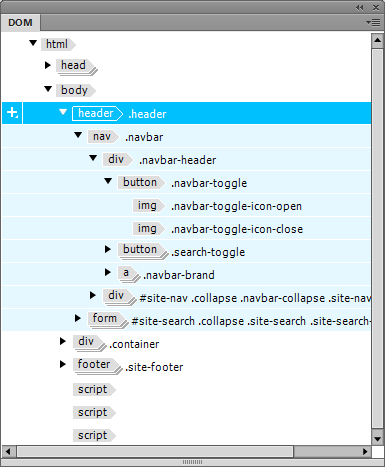 DOM
html
head
body
header .header
nav .navbar
div .navbar-header
button .navbar-toggle
img .navbar-toggle-icon-open
img .navbar-toggle-icon-close
button .search-toggle
a .navbar-brand
div #site-nav .collapse .navbar-collapse .site-nav
form #site-search .collapse .site-search .site-search-
div .container
footer .site-footer
script
script
script